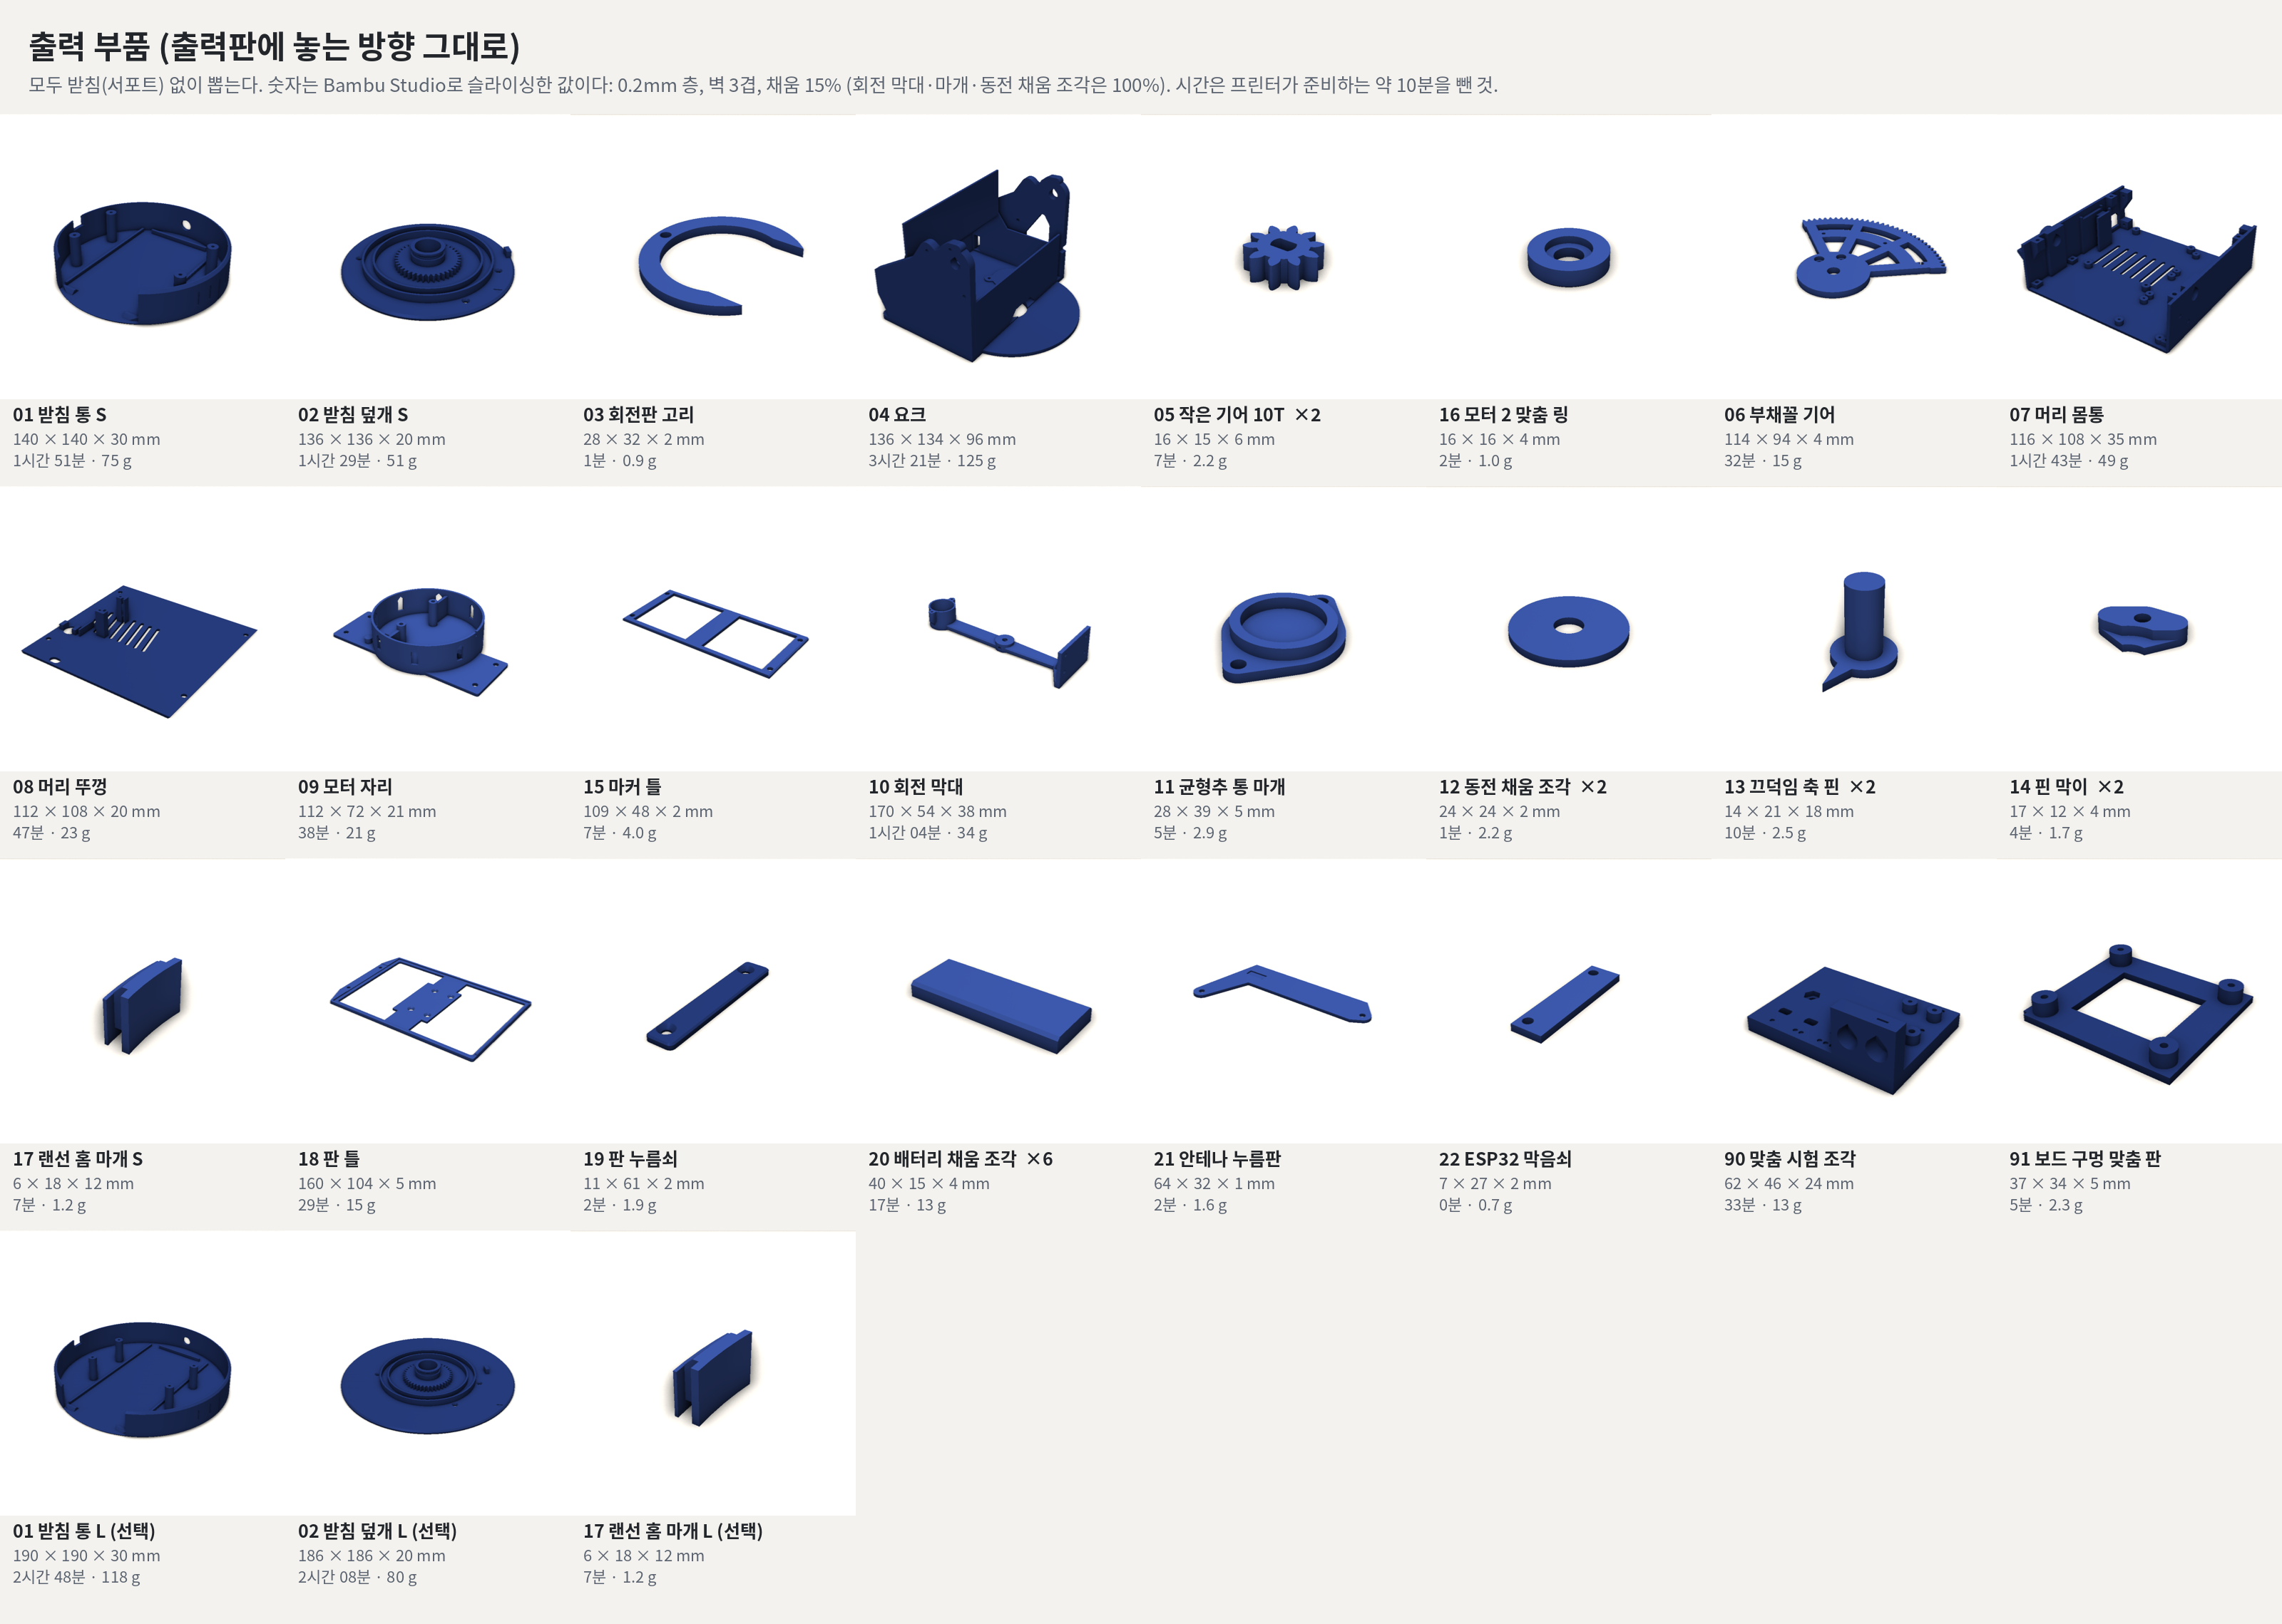 출력 부품 (출력판에 놓는 방향 그대로)
모두 받침(서포트) 없이 뽑는다. 숫자는 Bambu Studio로 슬라이싱한 값이다: 0.2mm 층, 벽 3겹, 채움 15% (회전 막대·마개·동전 채움 조각은 100%). 시간은 프린터가 준비하는 약 10분을 뺀 것.
01 받침 통 S
140 × 140 × 30 mm
1시간 51분 · 75 g
02 받침 덮개 S
136 × 136 × 20 mm
1시간 29분 · 51 g
03 회전판 고리
28 × 32 × 2 mm
1분 · 0.9 g
04 요크
136 × 134 × 96 mm
3시간 21분 · 125 g
05 작은 기어 10T ×2
16 × 15 × 6 mm
7분 · 2.2 g
16 모터 2 맞춤 링
16 × 16 × 4 mm
2분 · 1.0 g
06 부채꼴 기어
114 × 94 × 4 mm
32분 · 15 g
07 머리 몸통
116 × 108 × 35 mm
1시간 43분 · 49 g
08 머리 뚜껑
112 × 108 × 20 mm
47분 · 23 g
09 모터 자리
112 × 72 × 21 mm
38분 · 21 g
15 마커 틀
109 × 48 × 2 mm
7분 · 4.0 g
10 회전 막대
170 × 54 × 38 mm
1시간 04분 · 34 g
11 균형추 통 마개
28 × 39 × 5 mm
5분 · 2.9 g
12 동전 채움 조각 ×2
24 × 24 × 2 mm
1분 · 2.2 g
13 끄덕임 축 핀 ×2
14 × 21 × 18 mm
10분 · 2.5 g
14 핀 막이 ×2
17 × 12 × 4 mm
4분 · 1.7 g
17 랜선 홈 마개 S
6 × 18 × 12 mm
7분 · 1.2 g
18 판 틀
160 × 104 × 5 mm
29분 · 15 g
19 판 누름쇠
11 × 61 × 2 mm
2분 · 1.9 g
20 배터리 채움 조각 ×6
40 × 15 × 4 mm
17분 · 13 g
21 안테나 누름판
64 × 32 × 1 mm
2분 · 1.6 g
22 ESP32 막음쇠
7 × 27 × 2 mm
0분 · 0.7 g
90 맞춤 시험 조각
62 × 46 × 24 mm
33분 · 13 g
91 보드 구멍 맞춤 판
37 × 34 × 5 mm
5분 · 2.3 g
01 받침 통 L (선택)
190 × 190 × 30 mm
2시간 48분 · 118 g
02 받침 덮개 L (선택)
186 × 186 × 20 mm
2시간 08분 · 80 g
17 랜선 홈 마개 L (선택)
6 × 18 × 12 mm
7분 · 1.2 g